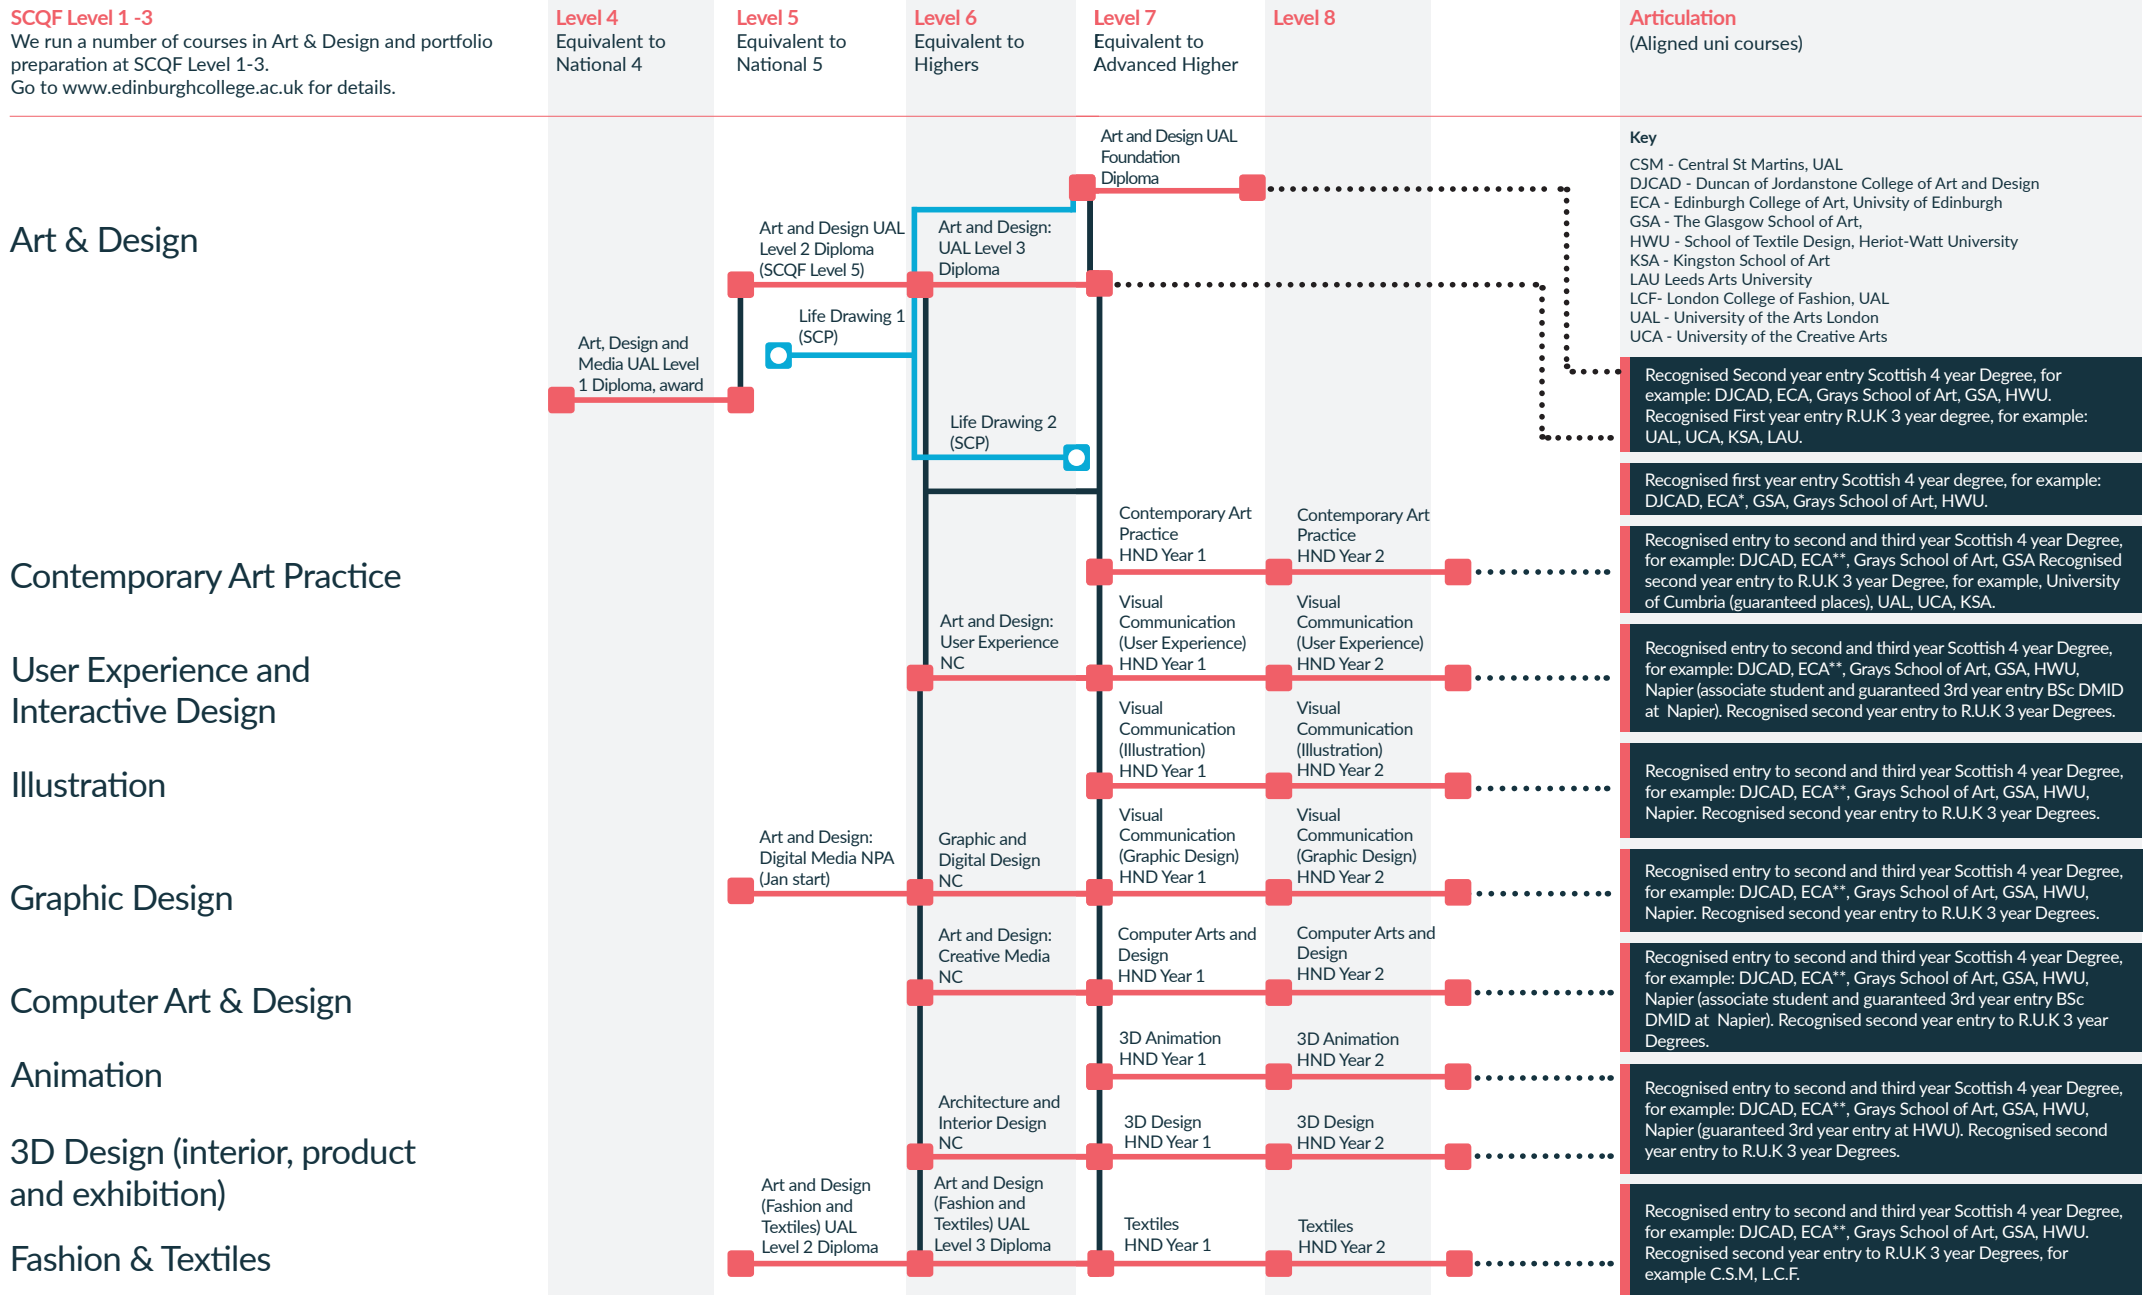 SCQF Level 1 -3
We run a number of courses in Art & Design and portfolio
preparation at SCQF Level 1-3.
Go to www.edinburghcollege.ac.uk for details.
Level 4
Equivalent to
National 4
Level 5
Equivalent to
National 5
Level 6
Equivalent to
Highers
Level 7
Equivalent to
Advanced Higher
Level 8
Articulation
(Aligned uni courses)
Key
CSM - Central St Martins, UAL
DJCAD - Duncan of Jordanstone College of Art and Design
ECA - Edinburgh College of Art, Univsity of Edinburgh
GSA - The Glasgow School of Art,
HWU - School of Textile Design, Heriot-Watt University
KSA - Kingston School of Art
LAU Leeds Arts University
LCF- London College of Fashion, UAL
UAL - University of the Arts London
UCA - University of the Creative Arts
Art & Design
Art, Design and
Media UAL Level
1 Diploma, award
Art and Design UAL
Level 2 Diploma
(SCQF Level 5)
Life Drawing 1
(SCP)
Art and Design:
UAL Level 3
Diploma
Life Drawing 2
(SCP)
Art and Design UAL
Foundation
Diploma
Recognised Second year entry Scottish 4 year Degree, for
example: DJCAD, ECA, Grays School of Art, GSA, HWU.
Recognised First year entry R.U.K 3 year degree, for example:
UAL, UCA, KSA, LAU.
Recognised first year entry Scottish 4 year degree, for example:
DJCAD, ECA*, GSA, Grays School of Art, HWU.
Contemporary Art Practice
Contemporary Art
Practice
HND Year 1
Contemporary Art
Practice
HND Year 2
Recognised entry to second and third year Scottish 4 year Degree,
for example: DJCAD, ECA**, Grays School of Art, GSA Recognised
second year entry to R.U.K 3 year Degree, for example, University
of Cumbria (guaranteed places), UAL, UCA, KSA.
User Experience and
Interactive Design
Art and Design:
User Experience
NC
Visual
Communication
(User Experience)
HND Year 1
Visual
Communication
(User Experience)
HND Year 2
Recognised entry to second and third year Scottish 4 year Degree,
for example: DJCAD, ECA**, Grays School of Art, GSA, HWU,
Napier (associate student and guaranteed 3rd year entry BSc DMID
at Napier). Recognised second year entry to R.U.K 3 year Degrees.
Illustration
Visual
Communication
(Illustration)
HND Year 1
Visual
Communication
(Illustration)
HND Year 2
Recognised entry to second and third year Scottish 4 year Degree,
for example: DJCAD, ECA**, Grays School of Art, GSA, HWU,
Napier. Recognised second year entry to R.U.K 3 year Degrees.
Graphic Design
Art and Design:
Digital Media NPA
(Jan start)
Graphic and
Digital Design
NC
Visual
Communication
(Graphic Design)
HND Year 1
Visual
Communication
(Graphic Design)
HND Year 2
Recognised entry to second and third year Scottish 4 year Degree,
for example: DJCAD, ECA**, Grays School of Art, GSA, HWU,
Napier. Recognised second year entry to R.U.K 3 year Degrees.
Computer Art & Design
Art and Design:
Creative Media
NC
Computer Arts and
Design
HND Year 1
Computer Arts and
Design
HND Year 2
Recognised entry to second and third year Scottish 4 year Degree,
for example: DJCAD, ECA**, Grays School of Art, GSA, HWU,
Napier (associate student and guaranteed 3rd year entry BSc
DMID at Napier). Recognised second year entry to R.U.K 3 year
Degrees.
Animation
3D Animation
HND Year 1
3D Animation
HND Year 2
3D Design (interior, product
and exhibition)
Architecture and
Interior Design
NC
3D Design
HND Year 1
3D Design
HND Year 2
Recognised entry to second and third year Scottish 4 year Degree,
for example: DJCAD, ECA**, Grays School of Art, GSA, HWU,
Napier (guaranteed 3rd year entry at HWU). Recognised second
year entry to R.U.K 3 year Degrees.
Fashion & Textiles
Art and Design
(Fashion and
Textiles) UAL
Level 2 Diploma
Art and Design
(Fashion and
Textiles) UAL
Level 3 Diploma
Textiles
HND Year 1
Textiles
HND Year 2
Recognised entry to second and third year Scottish 4 year Degree,
for example: DJCAD, ECA**, Grays School of Art, GSA, HWU.
Recognised second year entry to R.U.K 3 year Degrees, for
example C.S.M, L.C.F.